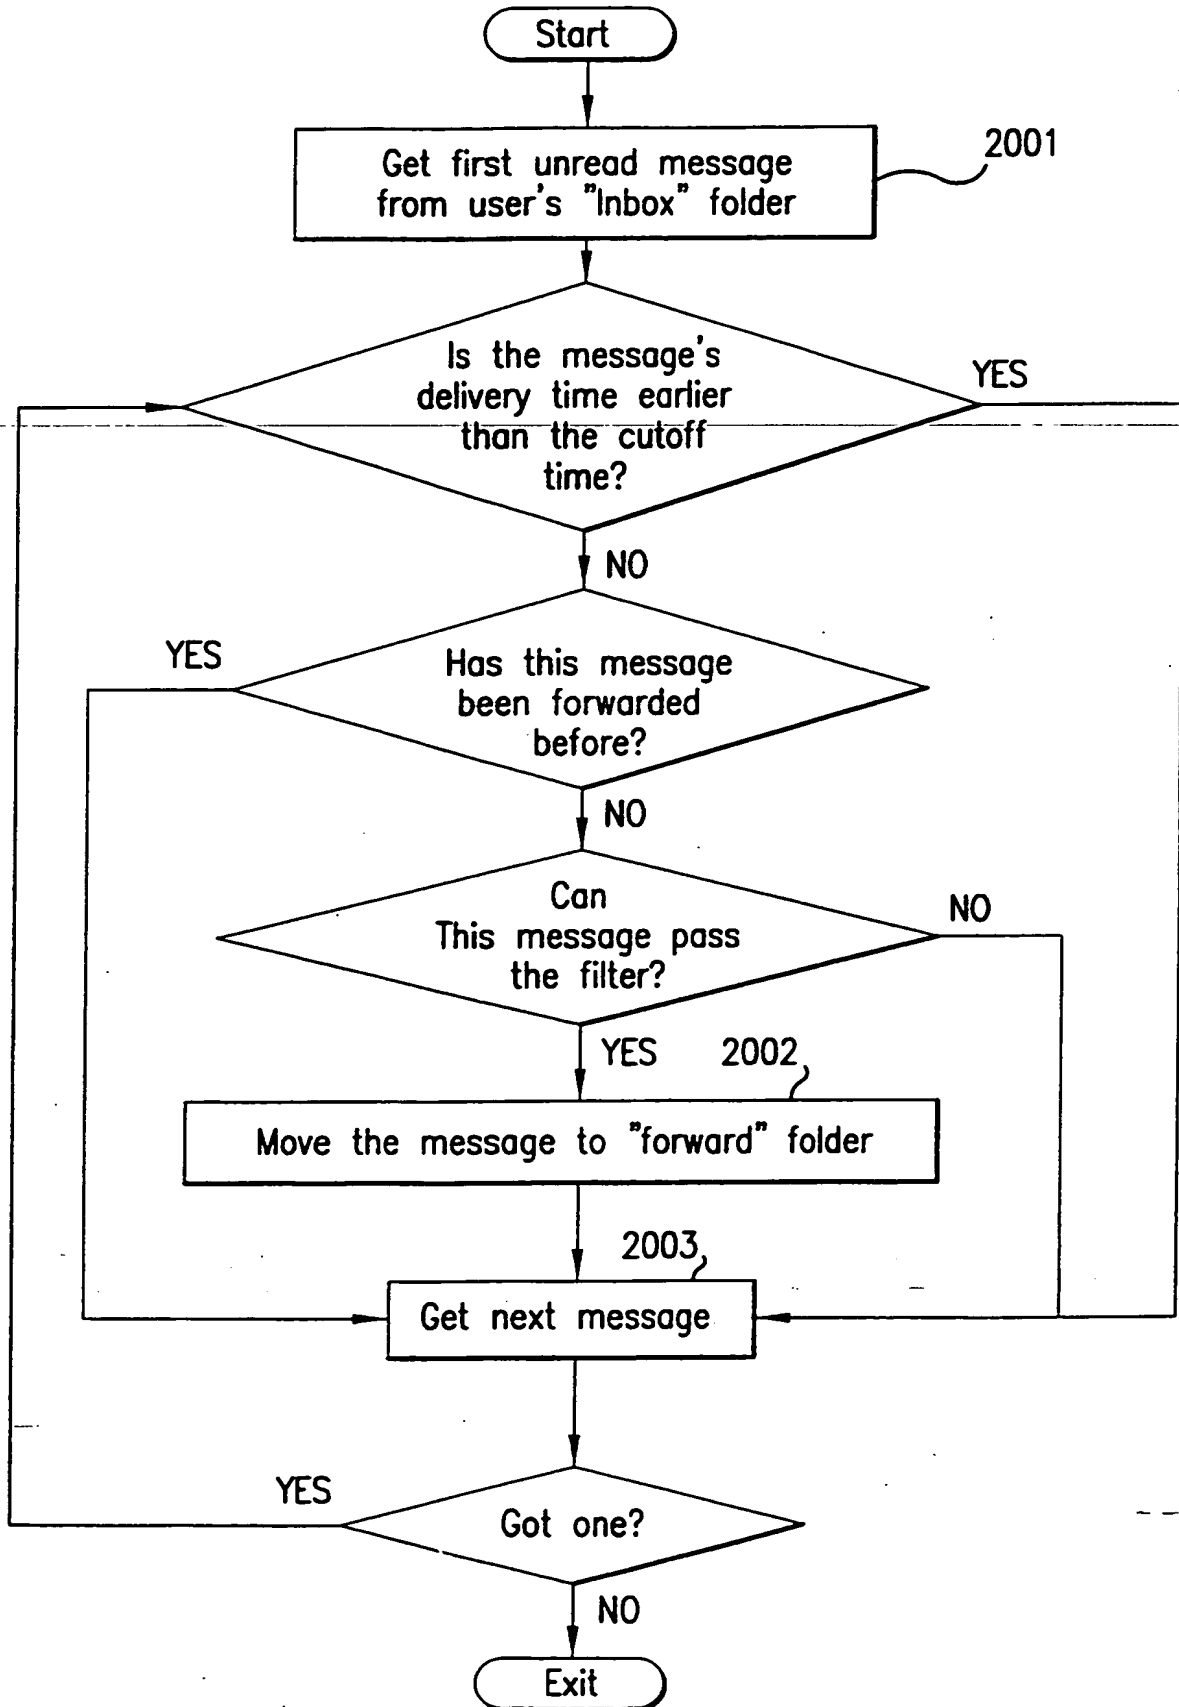 Start
Get first unread message
from user's "Inbox" folder
2001
Is the message's
delivery time earlier
than the cutoff
time?
YES
NO
YES
Has this message
been forwarded
before?
NO
Can
This message pass
the filter?
NO
YES
2002
Move the message to "forward" folder
2003
Get next message
YES
Got one?
NO
Exit